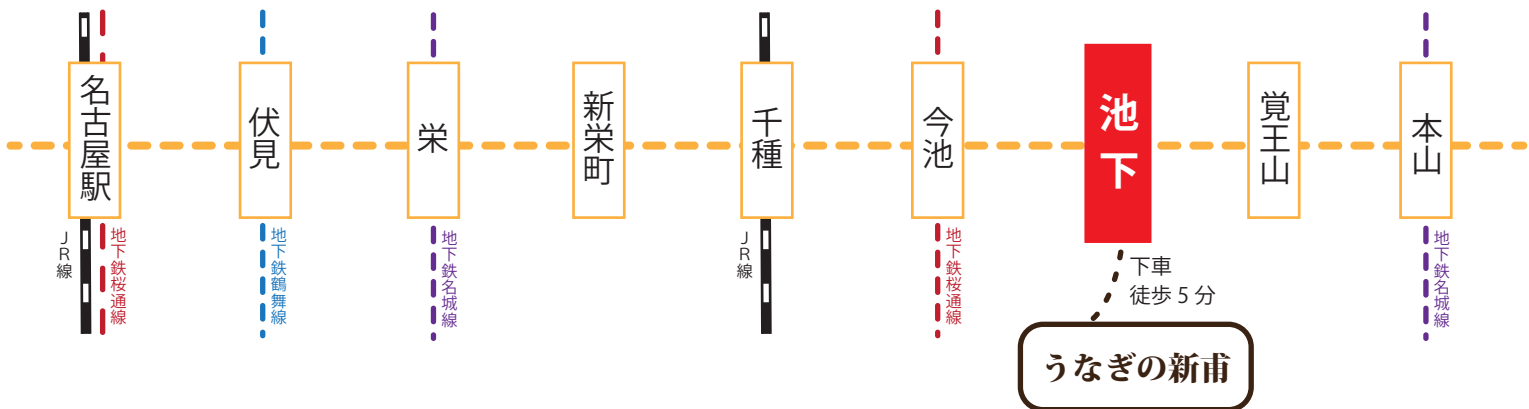 名古屋駅
伏見
栄
新栄町
千種
今池
池下
覚王山
本山
JR線
地下鉄桜通線
地下鉄鶴舞線
地下鉄名城線
JR線
地下鉄桜通線
下車
徒歩5分
地下鉄名城線
うなぎの新甫